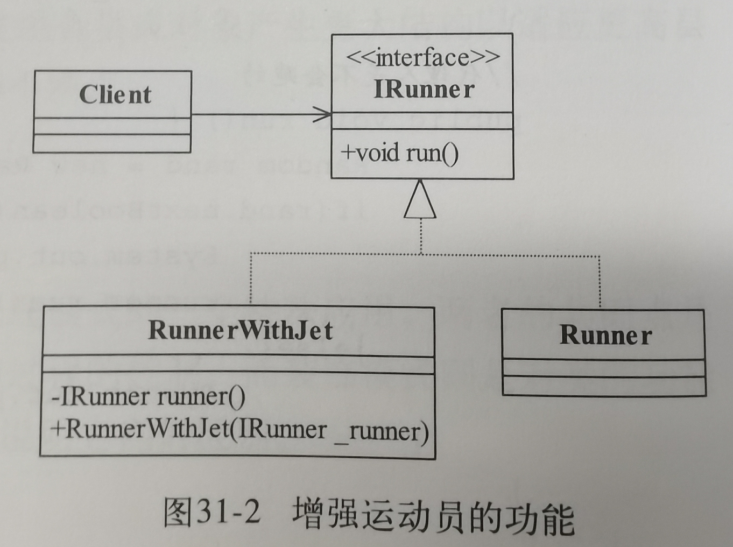 Client
<<interface>>
IRunner
+void run()
RunnerWithJet
-IRunner runner()
+RunnerWithJet(IRunner _runner)
Runner
图31-2 增强运动员的功能